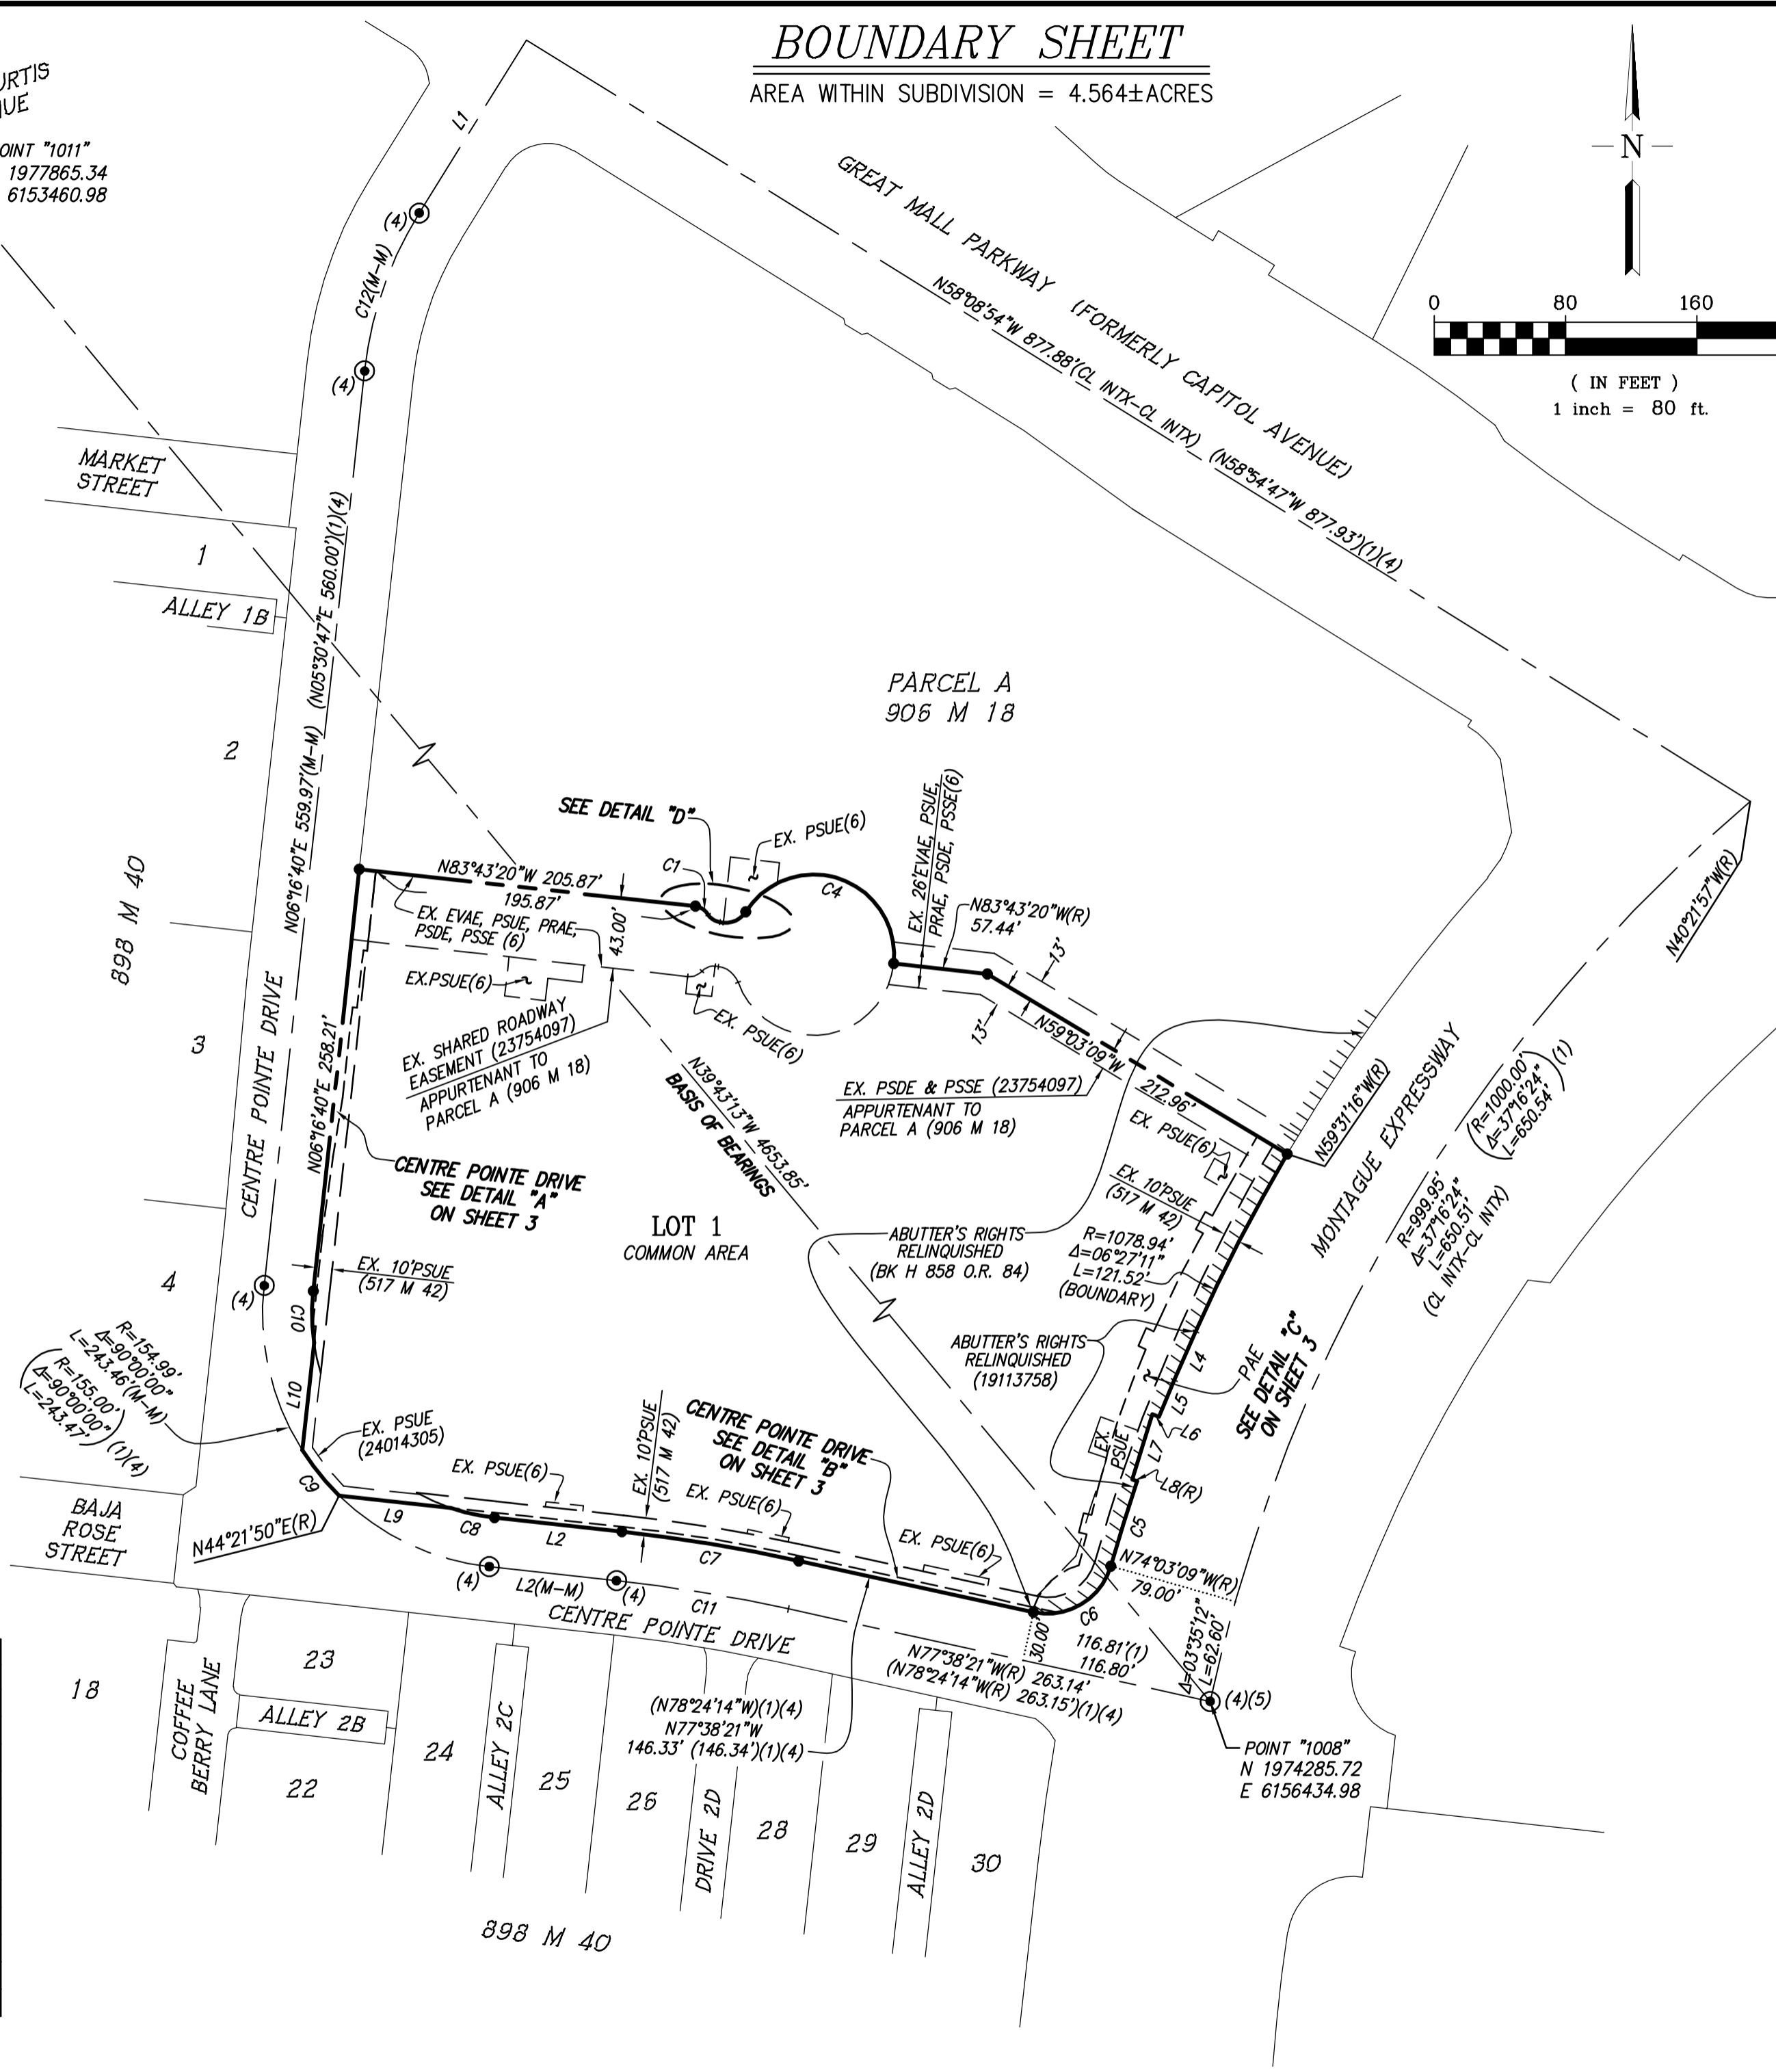 BOUNDARY SHEET
AREA WITHIN SUBDIVISION = 4.564±ACRES
N
0 80 160
( IN FEET )
1 inch = 80 ft.
POINT "1011"
1977865.34
6153460.98
L1
(4)
C12(M-M)
(4)
GREAT MALL PARKWAY (FORMERLY CAPITOL AVENUE)
N58°08'54"W 877.88'(CL INTX-CL INTX) (N58°54'47"W 877.93')(1)(4)
MARKET
STREET
1
ALLEY 1B
2
898 M 40
3
4
CENTRE POINTE DRIVE
N06°16'40"E 559.97'(M-M) (N05°30'47"E 560.00')(1)(4)
PARCEL A
906 M 18
SEE DETAIL "D"
EX. PSUE(6)
C1
C4
N83°43'20"W 205.87'
195.87'
43.00'
EX. EVAE, PSUE, PRAE,
PSDE, PSSE (6)
EX.PSUE(6)
EX. PSUE(6)
EX. SHARED ROADWAY
EASEMENT (23754097)
APPURTENANT TO
PARCEL A (906 M 18)
EX. 26'EVAE, PSUE,
PRAE, PSDE, PSSE(6)
N83°43'20"W(R)
57.44'
13'
13'
N59°03'09"W
212.96'
EX. PSDE & PSSE (23754097)
APPURTENANT TO
PARCEL A (906 M 18)
N39°43'13"W 4653.85'
BASIS OF BEARINGS
N06°16'40"E 258.21'
CENTRE POINTE DRIVE
SEE DETAIL "A"
ON SHEET 3
LOT 1
COMMON AREA
EX. PSUE(6)
EX. 10'PSUE
(517 M 42)
ABUTTER'S RIGHTS
RELINQUISHED
(BK H 858 O.R. 84)
R=1078.94'
Δ=06°27'11"
L=121.52'
(BOUNDARY)
N59°31'16"W(R)
MONTAGUE EXPRESSWAY
N40°21'57"W(R)
(R=1000.00'
Δ=37°16'24"
L=650.54')(1)
R=999.95'
Δ=37°16'24"
L=650.51'
(CL INTX-CL INTX)
ABUTTER'S RIGHTS
RELINQUISHED
(19113758)
L4
PAE
SEE DETAIL "C"
ON SHEET 3
L5
L6
L7
L8(R)
EX.
PSUE
C5
EX. 10'PSUE
(517 M 42)
(4)
C10
R=154.99'
Δ=90°00'00"
L=243.46'(M-M)
(R=155.00'
Δ=90°00'00"
L=243.47')(1)(4)
L10
EX. PSUE
(24014305)
C9
N44°21'50"E(R)
L9
C8
L2
C7
EX. PSUE(6)
EX. 10'PSUE
(517 M 42)
CENTRE POINTE DRIVE
SEE DETAIL "B"
ON SHEET 3
EX. PSUE(6)
EX. PSUE(6)
N74°03'09"W(R)
79.00'
C6
30.00'
116.81'(1)
116.80'
Δ=03°35'12"
L=62.60'
BAJA
ROSE
STREET
(4)
L2(M-M)
(4)
C11
CENTRE POINTE DRIVE
N77°38'21"W(R) 263.14'
(N78°24'14"W(R) 263.15')(1)(4)
(4)(5)
POINT "1008"
N 1974285.72
E 6156434.98
(N78°24'14"W)(1)(4)
N77°38'21"W
146.33' (146.34')(1)(4)
18
COFFEE
BERRY LANE
23
ALLEY 2B
22
24
ALLEY 2C
25
26
DRIVE 2D
28
29
ALLEY 2D
30
898 M 40